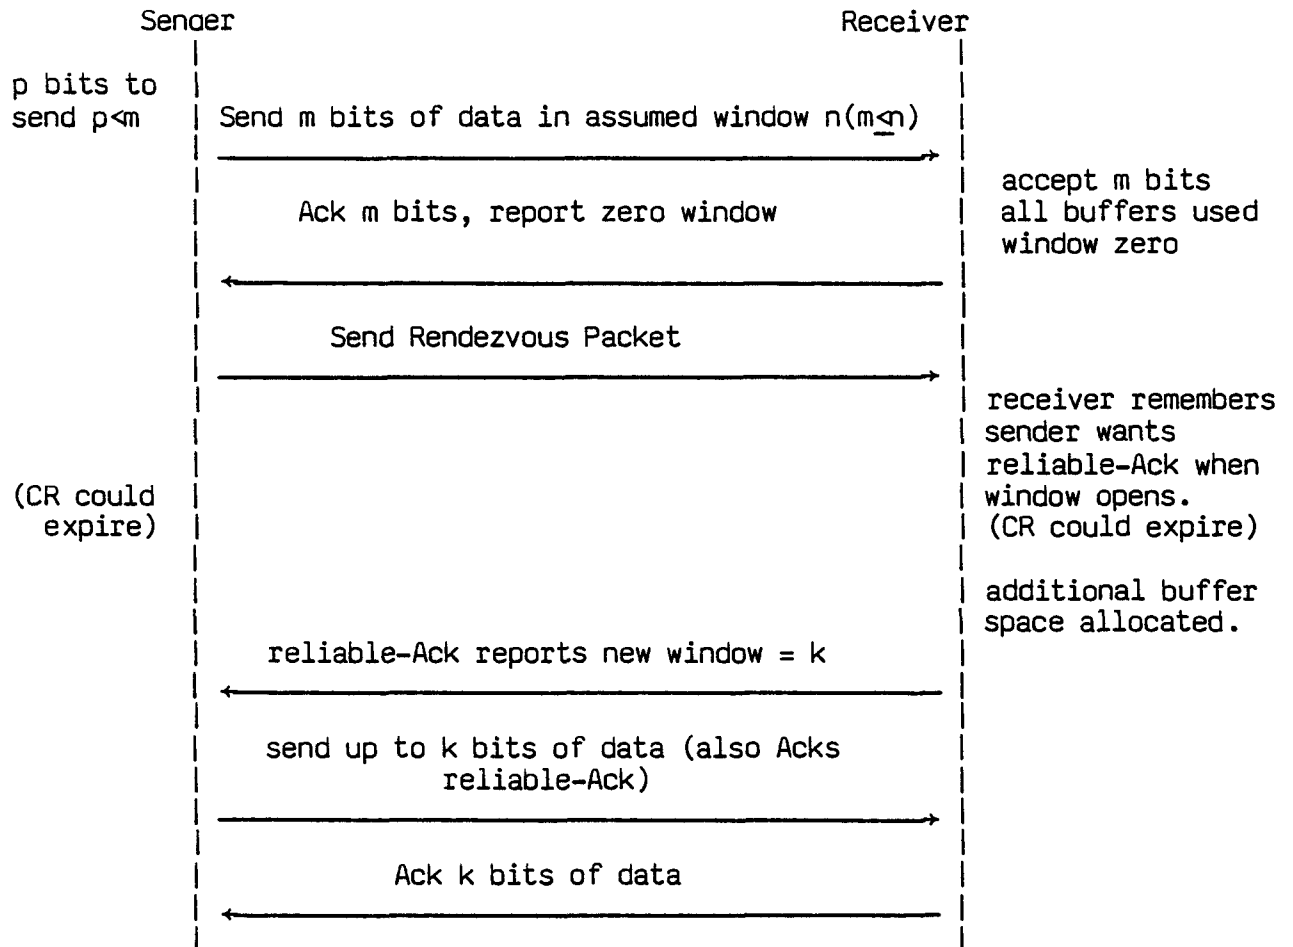 Sender Receiver
p bits to
send p<m
Send m bits of data in assumed window n(m≤n)
accept m bits
all buffers used
window zero
Ack m bits, report zero window
Send Rendezvous Packet
receiver remembers
sender wants
reliable-Ack when
window opens.
(CR could expire)
(CR could
expire)
additional buffer
space allocated.
reliable-Ack reports new window = k
send up to k bits of data (also Acks
reliable-Ack)
Ack k bits of data